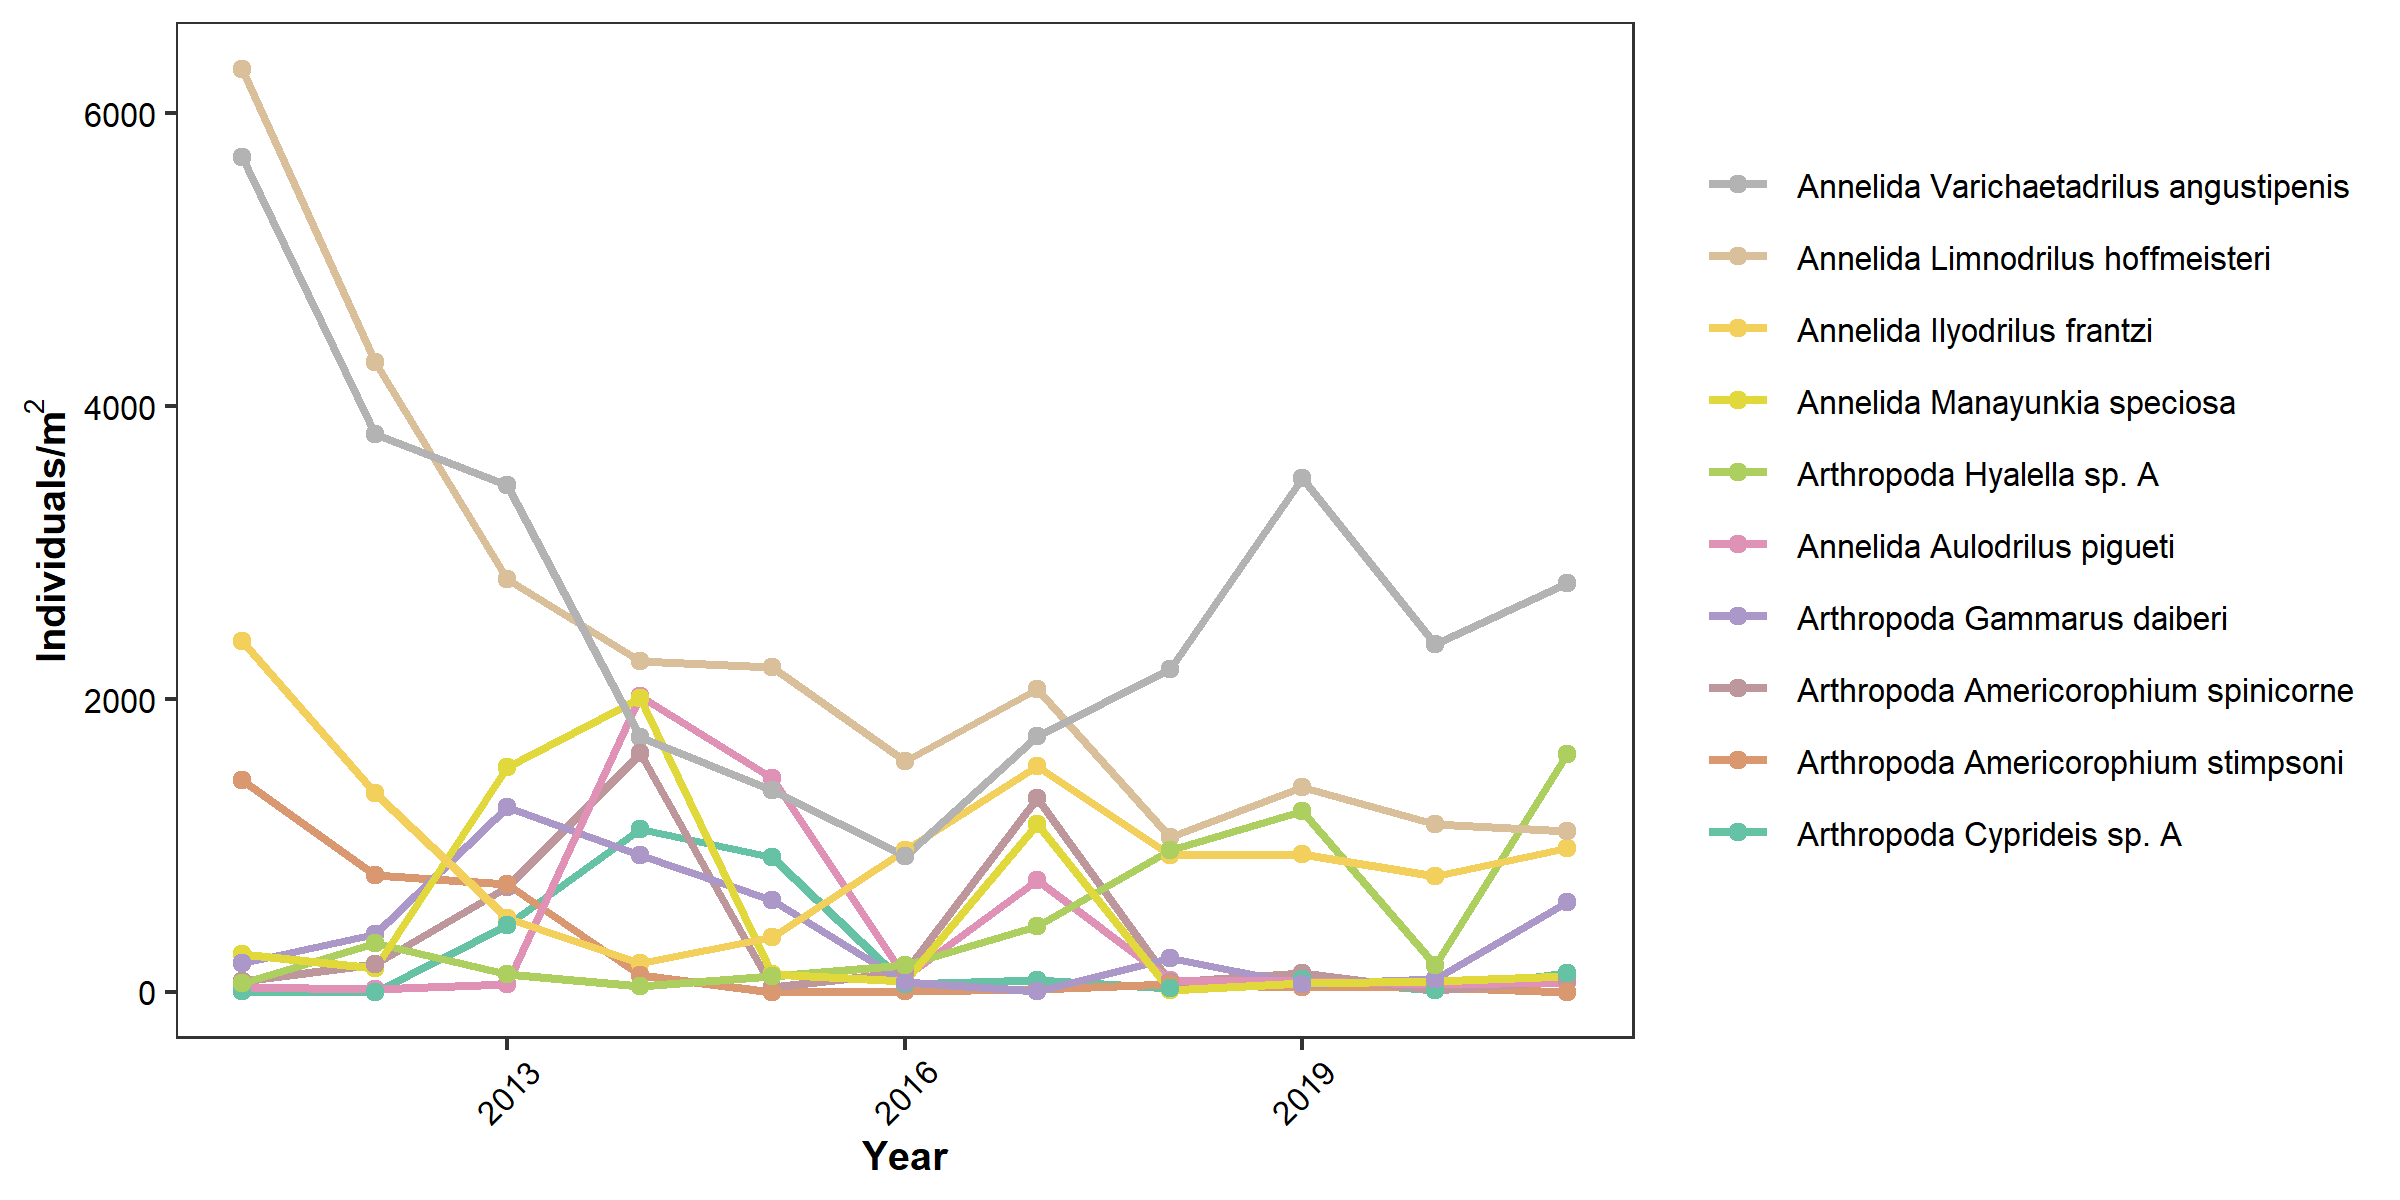 6000
4000
2000
0
Individuals/m2
2013
2016
2019
Year
Annelida Varichaetadrilus angustipenis
Annelida Limnodrilus hoffmeisteri
Annelida Ilyodrilus frantzi
Annelida Manayunkia speciosa
Arthropoda Hyalella sp. A
Annelida Aulodrilus pigueti
Arthropoda Gammarus daiberi
Arthropoda Americorophium spinicorne
Arthropoda Americorophium stimpsoni
Arthropoda Cyprideis sp. A